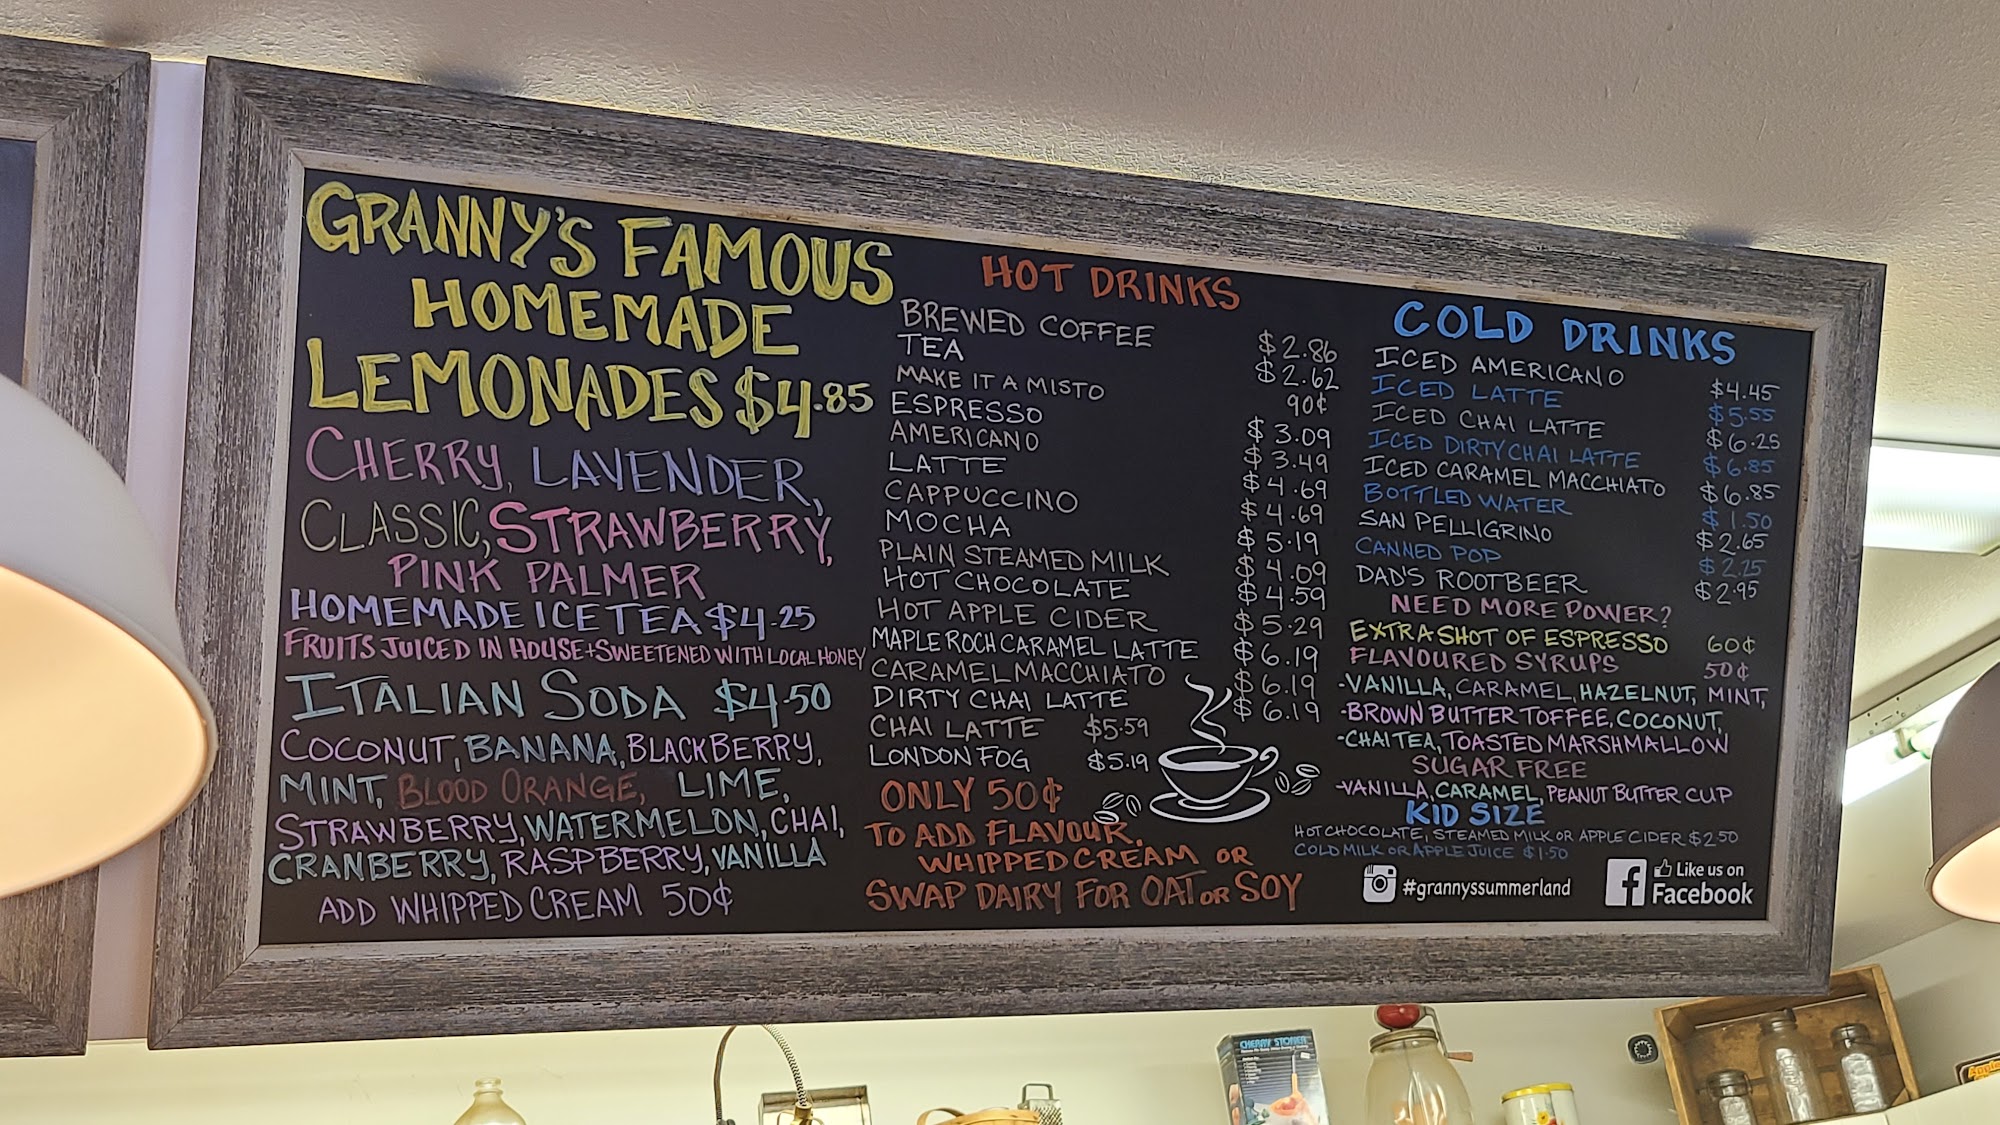 GRANNY'S FAMOUS
HOMEMADE
LEMONADES $4.85
CHERRY, LAVENDER,
CLASSIC, STRAWBERRY,
PINK PALMER
HOMEMADE ICE TEA $4.25
FRUITS JUICED IN HOUSE + SWEETENED WITH LOCAL HONEY
ITALIAN SODA $4.50
COCONUT, BANANA, BLACKBERRY,
MINT, BLOOD ORANGE, LIME,
STRAWBERRY, WATERMELON, CHAI,
CRANBERRY, RASPBERRY, VANILLA
ADD WHIPPED CREAM 50¢
HOT DRINKS
BREWED COFFEE $2.86
TEA $2.62
MAKE IT A MISTO 90¢
ESPRESSO $3.09
AMERICANO $3.49
LATTE $4.69
CAPPUCCINO $4.69
MOCHA $5.19
PLAIN STEAMED MILK $4.09
HOT CHOCOLATE $4.59
HOT APPLE CIDER $5.29
MAPLE ROCH CARAMEL LATTE $6.19
CARAMEL MACCHIATO $6.19
DIRTY CHAI LATTE $6.19
CHAI LATTE $5.59
LONDON FOG $5.19
ONLY 50¢
TO ADD FLAVOUR,
WHIPPED CREAM OR
SWAP DAIRY FOR OAT OR SOY
COLD DRINKS
ICED AMERICANO $4.45
ICED LATTE $5.55
ICED CHAI LATTE $6.25
ICED DIRTY CHAI LATTE $6.85
ICED CARAMEL MACCHIATO $6.85
BOTTLED WATER $1.50
SAN PELLIGRINO $2.65
CANNED POP $2.25
DAD'S ROOTBEER $2.95
NEED MORE POWER?
EXTRA SHOT OF ESPRESSO 60¢
FLAVOURED SYRUPS 50¢
-VANILLA, CARAMEL, HAZELNUT, MINT,
-BROWN BUTTER TOFFEE, COCONUT,
-CHAI TEA, TOASTED MARSHMALLOW
SUGAR FREE
-VANILLA, CARAMEL, PEANUT BUTTER CUP
KID SIZE
HOT CHOCOLATE, STEAMED MILK OR APPLE CIDER $2.50
COLD MILK OR APPLE JUICE $1.50
#grannyssummerland
Like us on
Facebook
CHERRY STONER